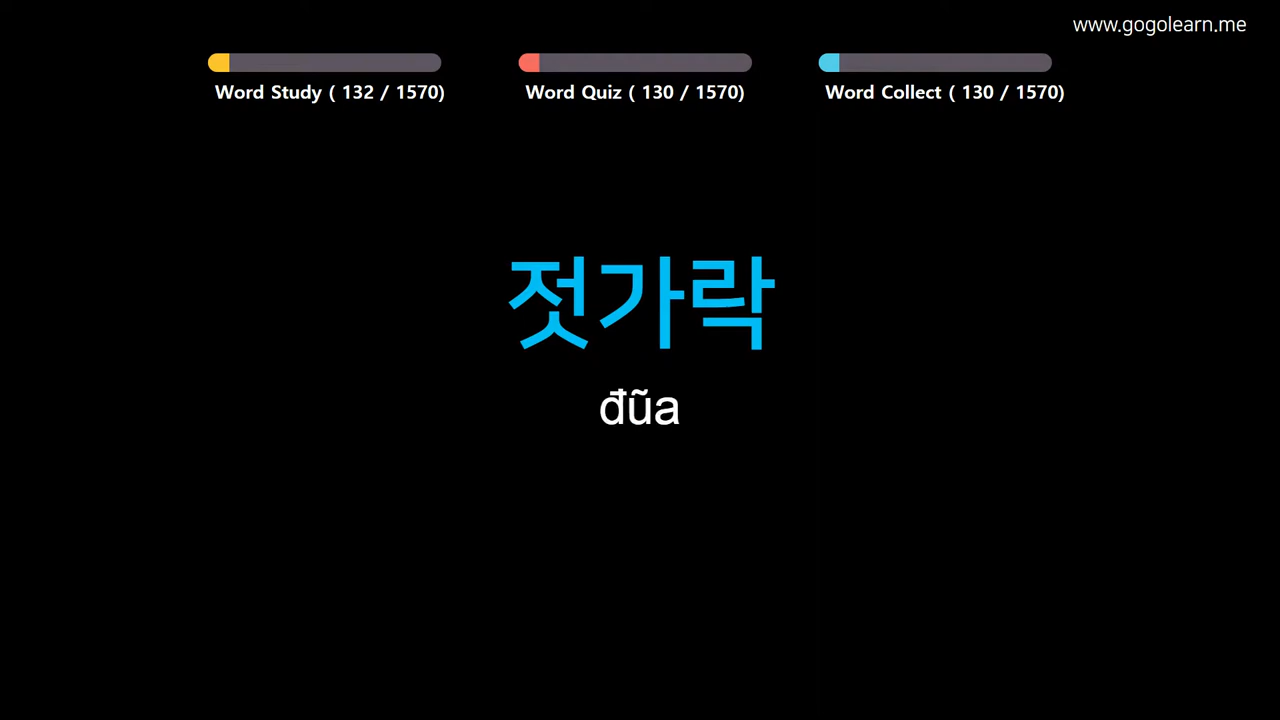 www.gogolearn.me
Word Study ( 132 / 1570)
Word Quiz ( 130 / 1570)
Word Collect ( 130 / 1570)
젓가락
đũa